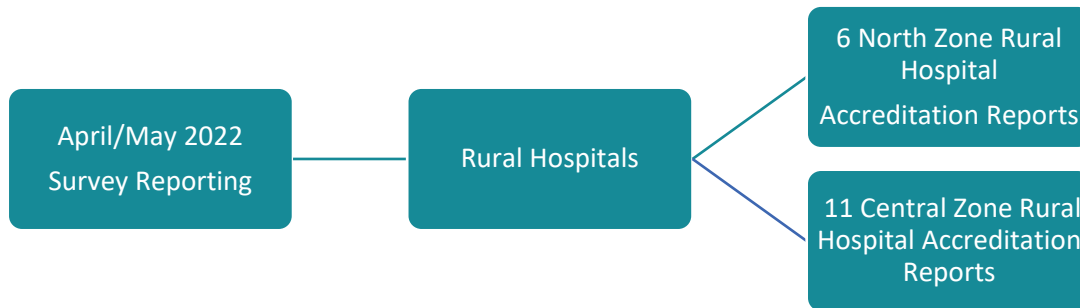 April/May 2022
Survey Reporting
Rural Hospitals
6 North Zone Rural
Hospital
Accreditation Reports
11 Central Zone Rural
Hospital Accreditation
Reports